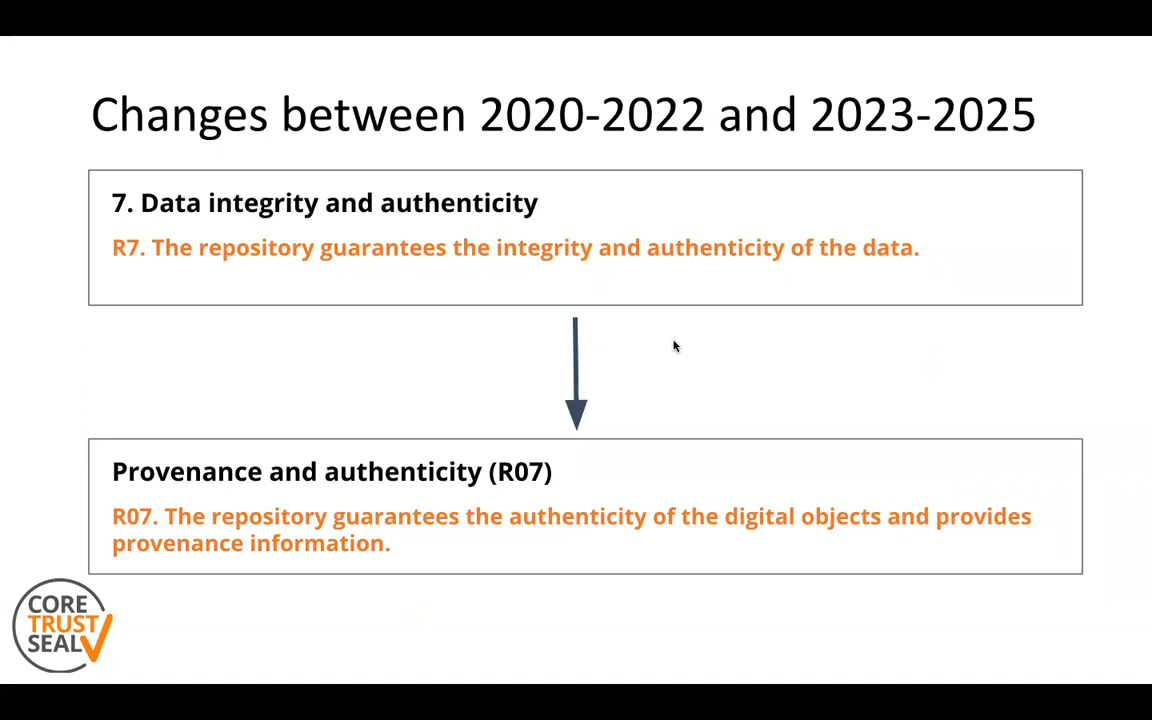 Changes between 2020-2022 and 2023-2025
7. Data integrity and authenticity
R7. The repository guarantees the integrity and authenticity of the data.
Provenance and authenticity (R07)
R07. The repository guarantees the authenticity of the digital objects and provides
provenance information.
CORE
TRUST
SEAL